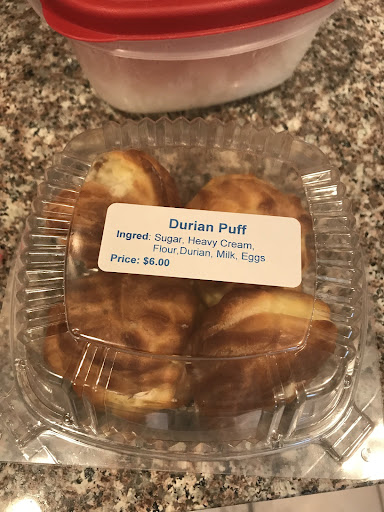 Durian Puff
Ingred: Sugar, Heavy Cream,
Flour,Durian, Milk, Eggs
Price: $6.00